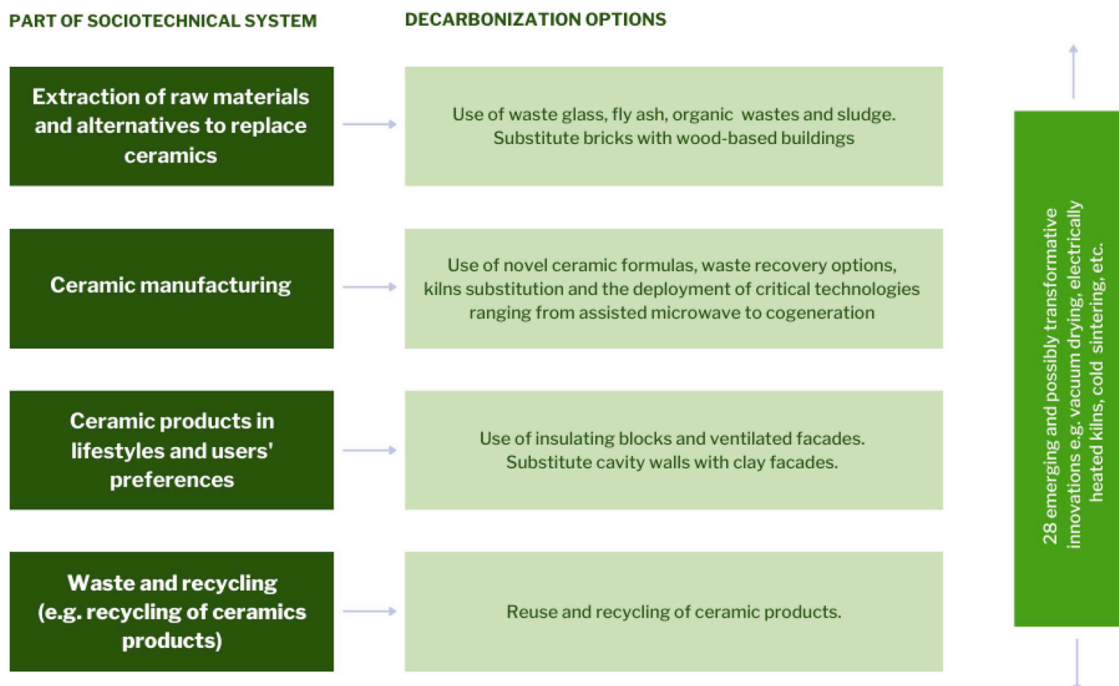 PART OF SOCIOTECHNICAL SYSTEM
DECARBONIZATION OPTIONS
Extraction of raw materials
and alternatives to replace
ceramics
Use of waste glass, fly ash, organic wastes and sludge.
Substitute bricks with wood-based buildings
Ceramic manufacturing
Use of novel ceramic formulas, waste recovery options,
kilns substitution and the deployment of critical technologies
ranging from assisted microwave to cogeneration
Ceramic products in
lifestyles and users'
preferences
Use of insulating blocks and ventilated facades.
Substitute cavity walls with clay facades.
Waste and recycling
(e.g. recycling of ceramics
products)
Reuse and recycling of ceramic products.
28 emerging and possibly transformative
innovations e.g. vacuum drying, electrically
heated kilns, cold sintering, etc.